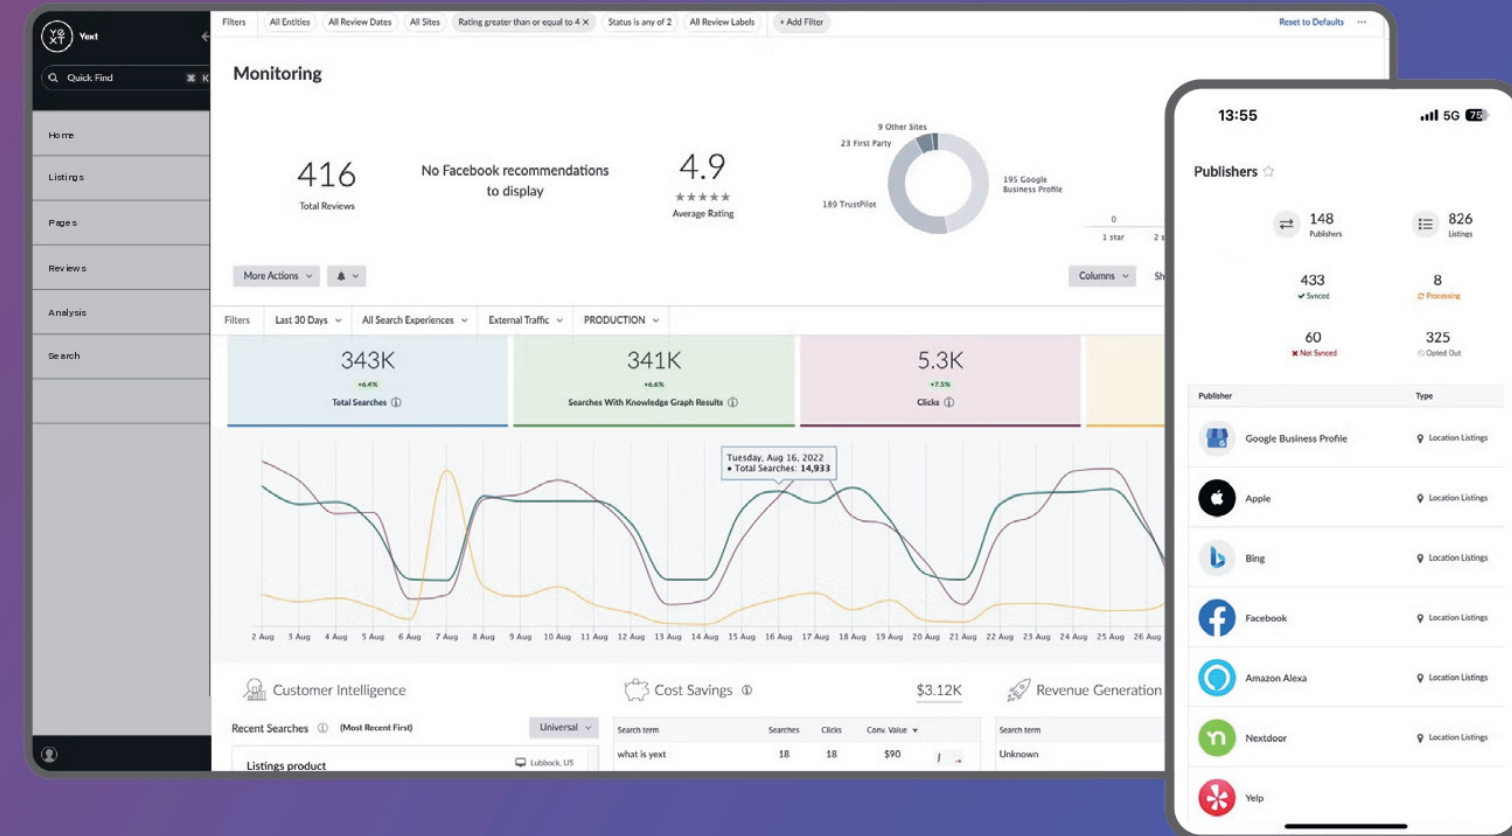 YEXT Yext
Quick Find ⌘ K
Home
Listings
Pages
Reviews
Analysis
Search
Filters All Entities All Review Dates All Sites Rating greater than or equal to 4 × Status is any of 2 All Review Labels + Add Filter Reset to Defaults ...
Monitoring
416
Total Reviews
No Facebook recommendations
to display
4.9
★★★★★
Average Rating
9 Other Sites
23 First Party
189 TrustPilot
195 Google
Business Profile
0
1 star 2 s
More Actions
Columns Sh
Filters Last 30 Days All Search Experiences External Traffic PRODUCTION
343K
+6.4%
Total Searches
341K
+6.6%
Searches With Knowledge Graph Results
5.3K
+7.5%
Clicks
Tuesday, Aug 16, 2022
• Total Searches: 14,933
2 Aug 3 Aug 4 Aug 5 Aug 6 Aug 7 Aug 8 Aug 9 Aug 10 Aug 11 Aug 12 Aug 13 Aug 14 Aug 15 Aug 16 Aug 17 Aug 18 Aug 19 Aug 20 Aug 21 Aug 22 Aug 23 Aug 24 Aug 25 Aug 26 Aug
Customer Intelligence
Recent Searches (Most Recent First) Universal
Listings product Lubbock, US
Cost Savings $3.12K
Search term Searches Clicks Conv. Value
what is yext 18 18 $90
Revenue Generation
Search term
Unknown
13:55 5G 75
Publishers
148
Publishers
826
Listings
433
Synced
8
Processing
60
Not Synced
325
Opted Out
Publisher Type
Google Business Profile Location Listings
Apple Location Listings
Bing Location Listings
Facebook Location Listings
Amazon Alexa Location Listings
Nextdoor Location Listings
Yelp